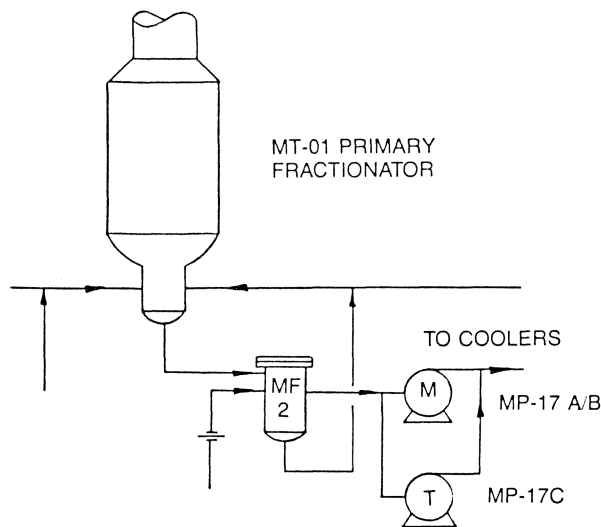 MT-01 PRIMARY
FRACTIONATOR
TO COOLERS
MF
2
M
MP-17 A/B
T
MP-17C